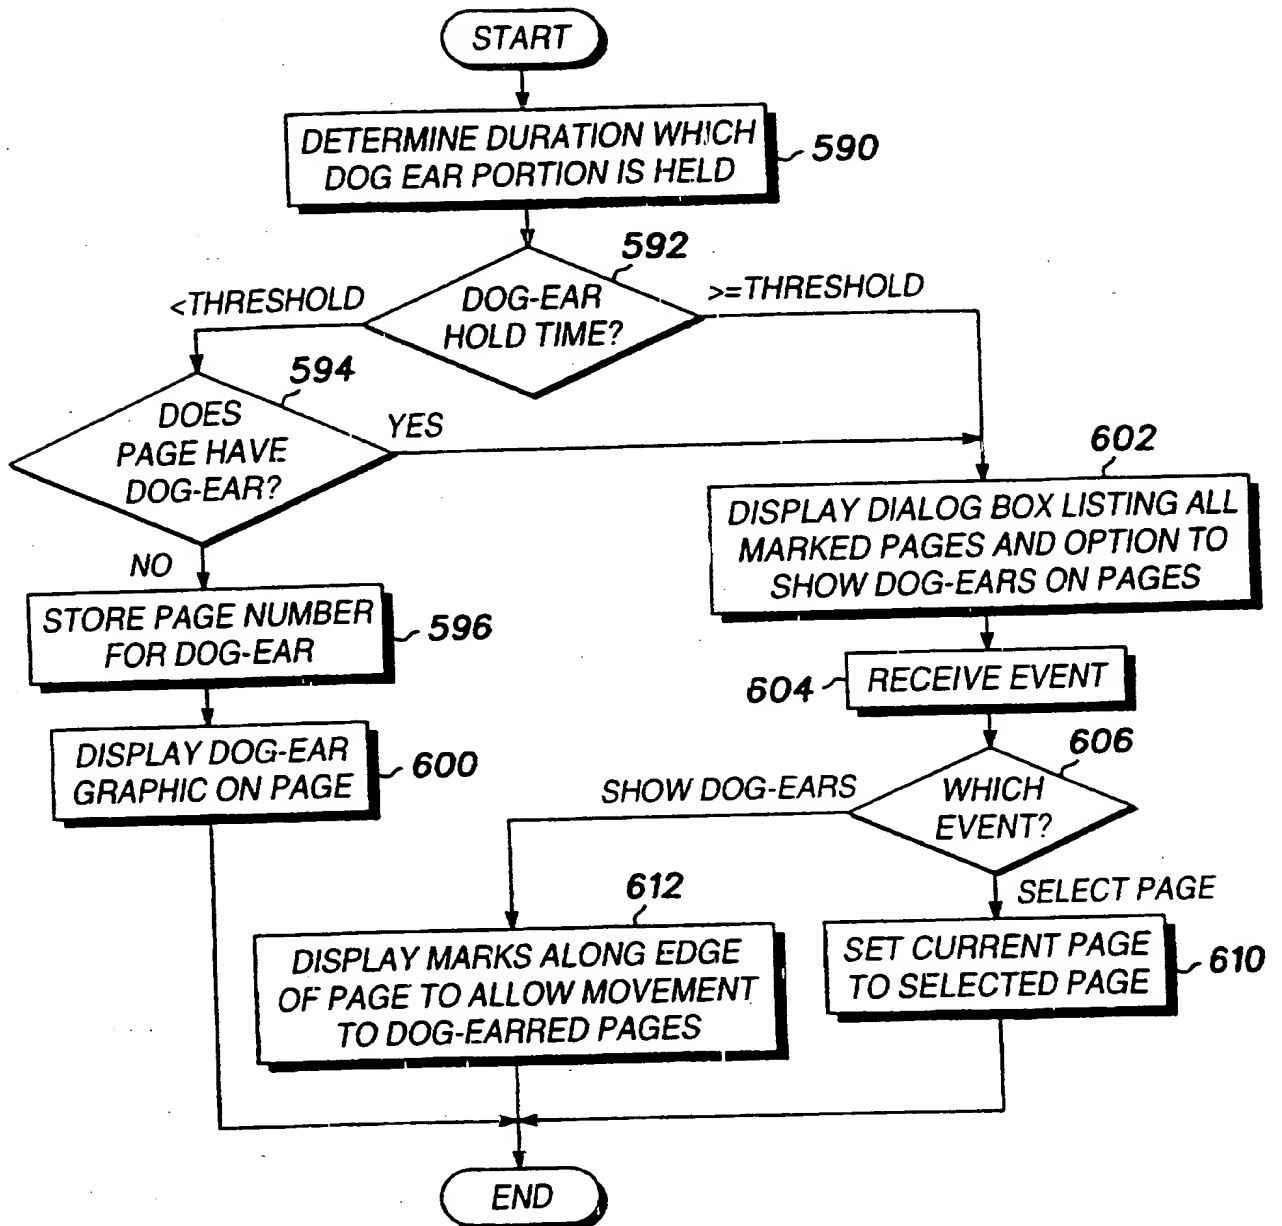 START
DETERMINE DURATION WHICH
DOG EAR PORTION IS HELD
590
592
<THRESHOLD
DOG-EAR
HOLD TIME?
>=THRESHOLD
594
DOES
PAGE HAVE
DOG-EAR?
YES
NO
602
DISPLAY DIALOG BOX LISTING ALL
MARKED PAGES AND OPTION TO
SHOW DOG-EARS ON PAGES
STORE PAGE NUMBER
FOR DOG-EAR
596
604
RECEIVE EVENT
DISPLAY DOG-EAR
GRAPHIC ON PAGE
600
606
SHOW DOG-EARS
WHICH
EVENT?
SELECT PAGE
612
DISPLAY MARKS ALONG EDGE
OF PAGE TO ALLOW MOVEMENT
TO DOG-EARRED PAGES
SET CURRENT PAGE
TO SELECTED PAGE
610
END